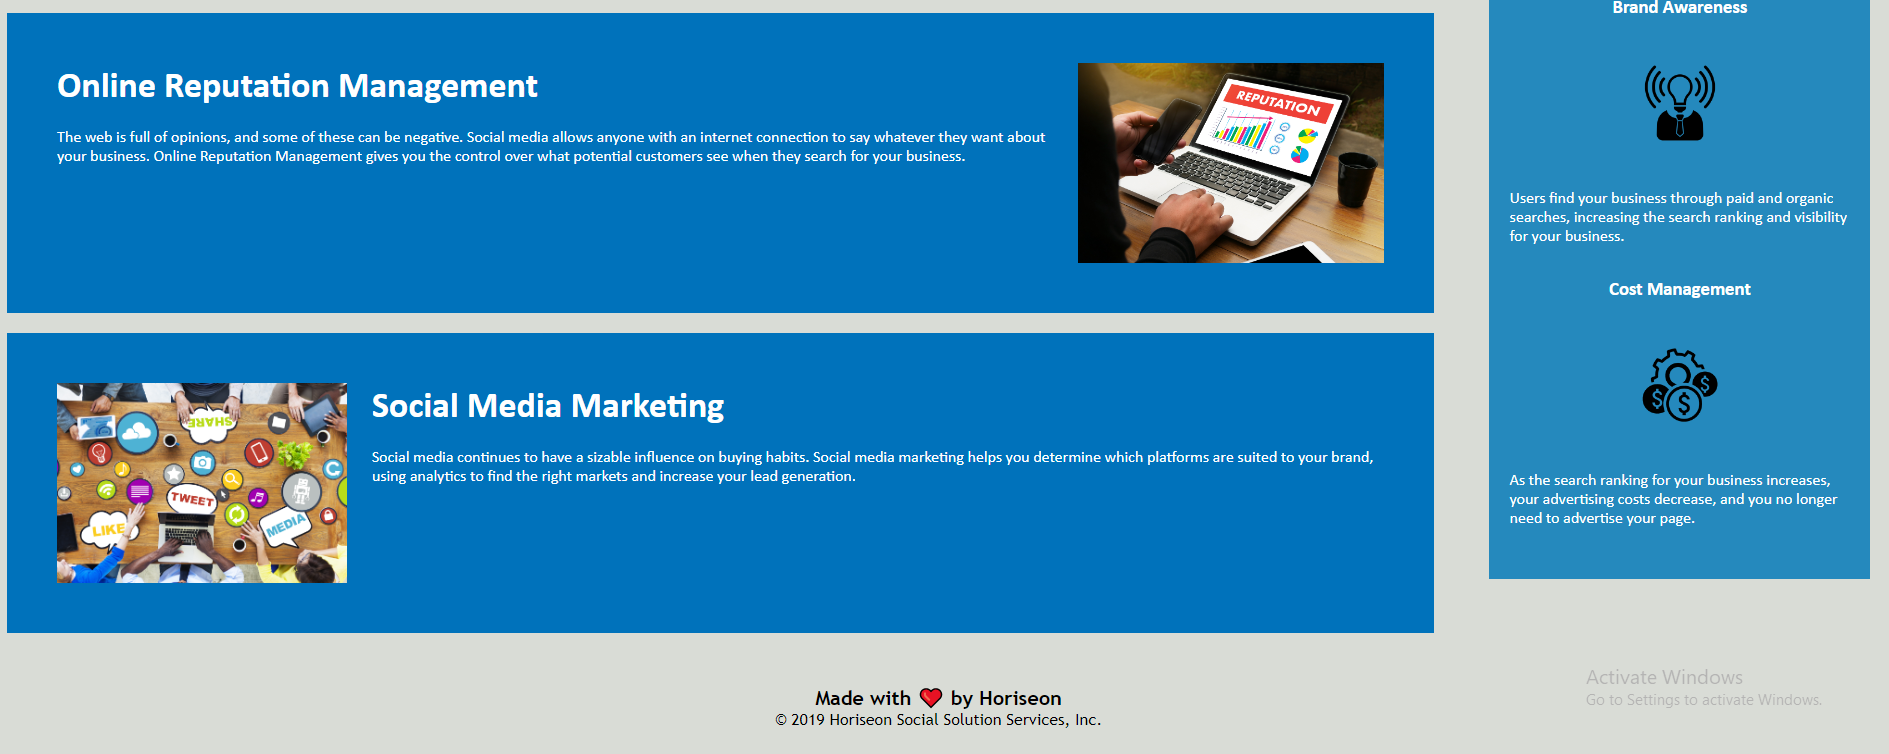 Online Reputation Management
The web is full of opinions, and some of these can be negative. Social media allows anyone with an internet connection to say whatever they want about
your business. Online Reputation Management gives you the control over what potential customers see when they search for your business.
REPUTATION
Social Media Marketing
Social media continues to have a sizable influence on buying habits. Social media marketing helps you determine which platforms are suited to your brand,
using analytics to find the right markets and increase your lead generation.
SHARE
TWEET
LIKE
MEDIA
Brand Awareness
Users find your business through paid and organic
searches, increasing the search ranking and visibility
for your business.
Cost Management
$
$
$
As the search ranking for your business increases,
your advertising costs decrease, and you no longer
need to advertise your page.
Made with ❤ by Horiseon
© 2019 Horiseon Social Solution Services, Inc.
Activate Windows
Go to Settings to activate Windows.